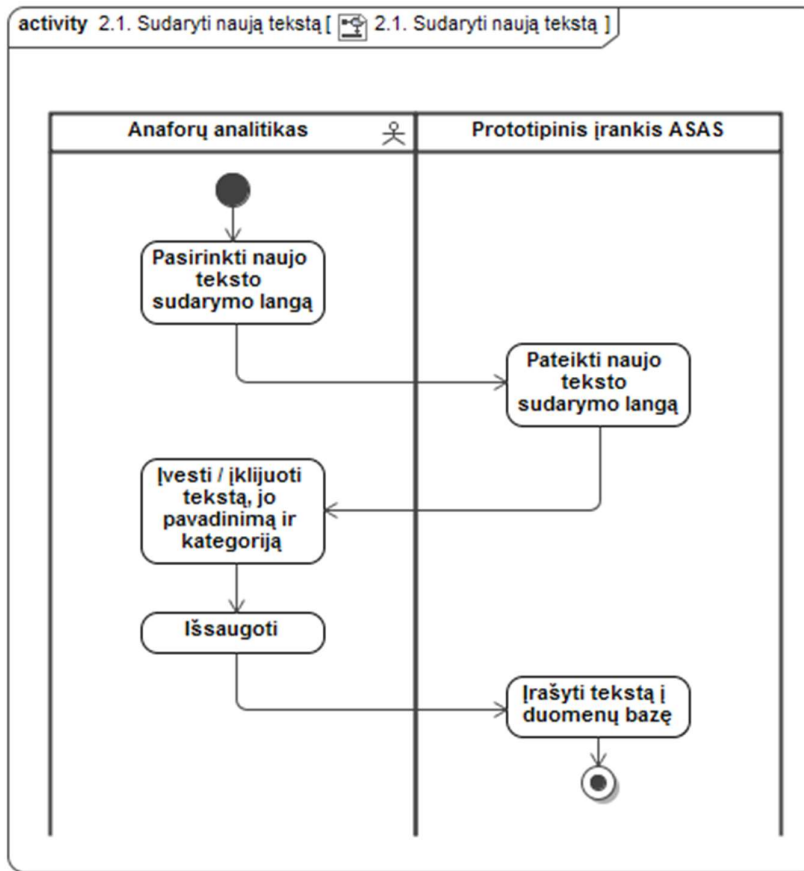 activity 2.1. Sudaryti naują tekstą [ 2.1. Sudaryti naują tekstą ]
Anaforų analitikas
Prototipinis įrankis ASAS
Pasirinkti naujo
teksto
sudarymo langą
Pateikti naujo
teksto
sudarymo langą
Įvesti / įklijuoti
tekstą, jo
pavadinimą ir
kategoriją
Išsaugoti
Įrašyti tekstą į
duomenų bazę